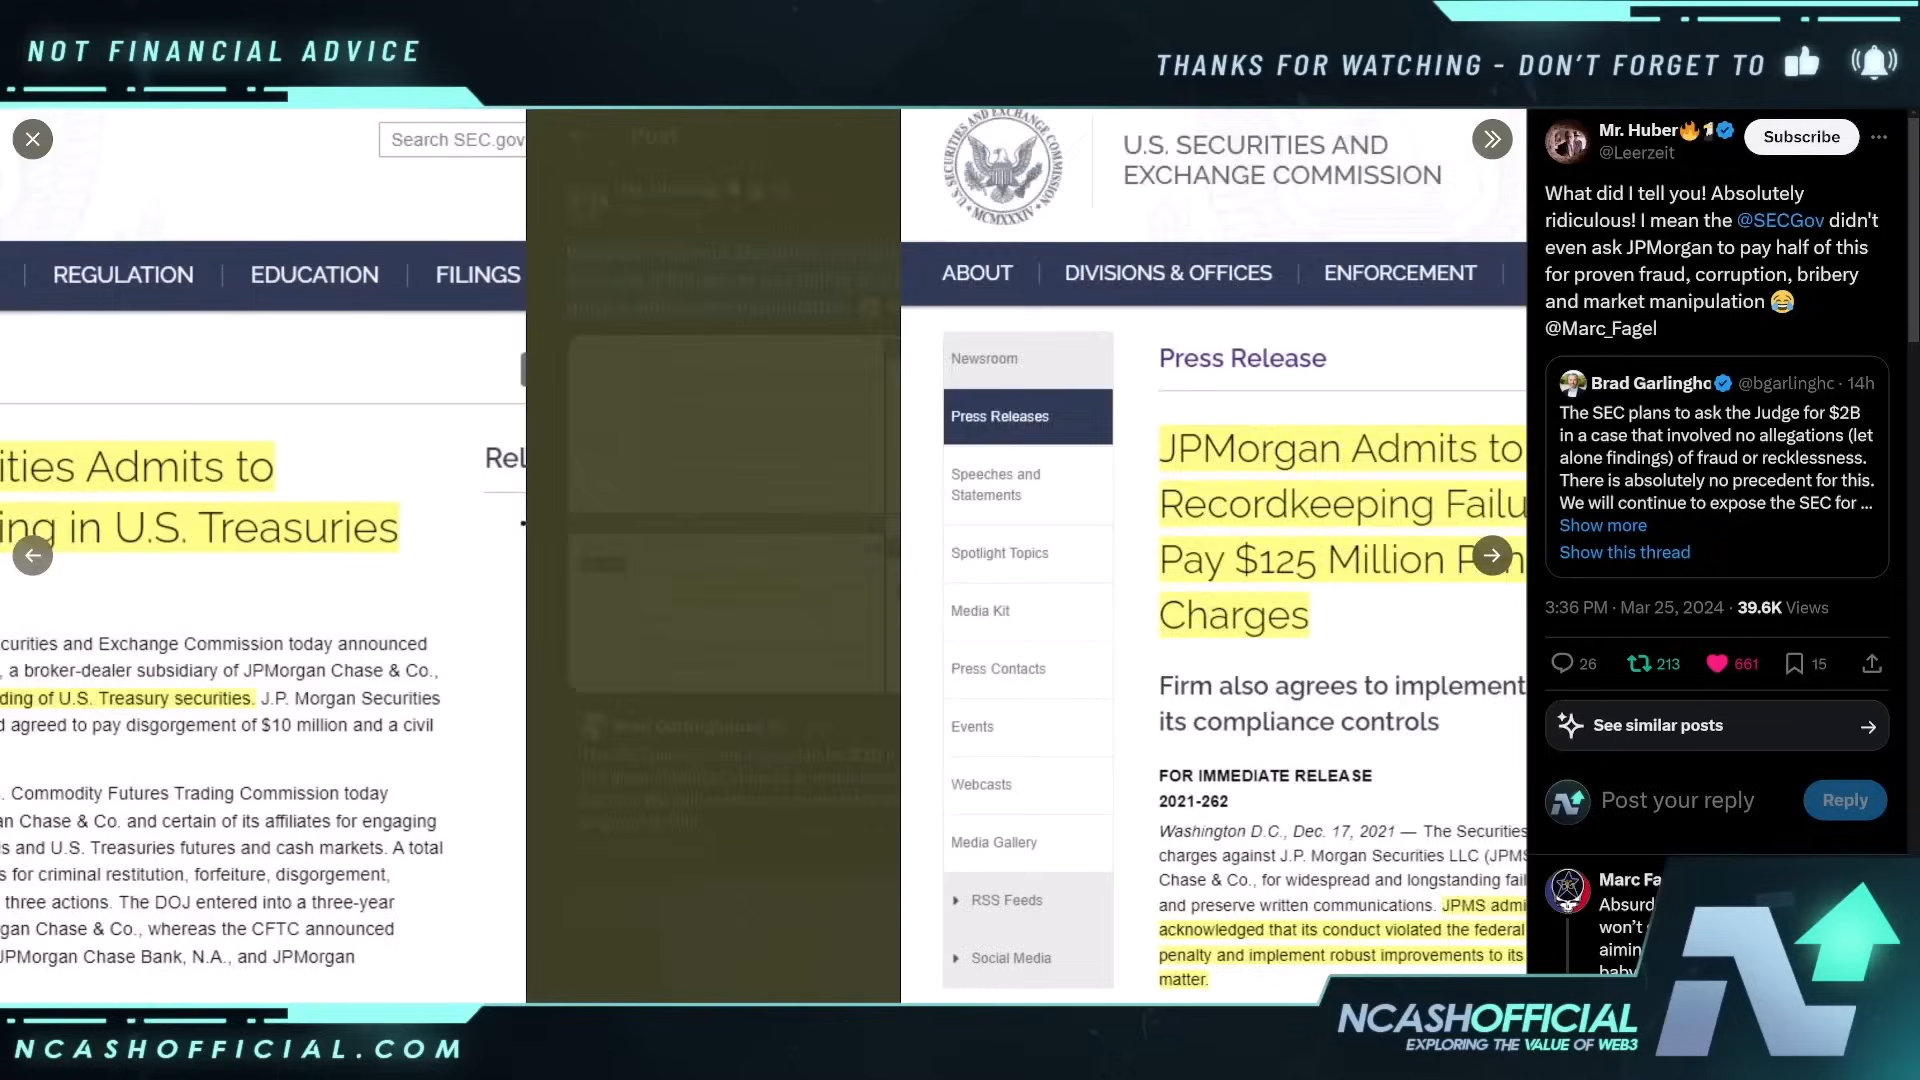 NOT FINANCIAL ADVICE
THANKS FOR WATCHING - DON'T FORGET TO
Search SEC.gov
REGULATION
EDUCATION
FILINGS
ities Admits to
ing in U.S. Treasuries
Rel
curities and Exchange Commission today announced
, a broker-dealer subsidiary of JPMorgan Chase & Co.,
ding of U.S. Treasury securities. J.P. Morgan Securities
d agreed to pay disgorgement of $10 million and a civil
. Commodity Futures Trading Commission today
an Chase & Co. and certain of its affiliates for engaging
ls and U.S. Treasuries futures and cash markets. A total
s for criminal restitution, forfeiture, disgorgement,
three actions. The DOJ entered into a three-year
gan Chase & Co., whereas the CFTC announced
JPMorgan Chase Bank, N.A., and JPMorgan
Post
U.S. SECURITIES AND EXCHANGE COMMISSION
MCMXXXIV
U.S. SECURITIES AND
EXCHANGE COMMISSION
ABOUT
DIVISIONS & OFFICES
ENFORCEMENT
Newsroom
Press Releases
Speeches and
Statements
Spotlight Topics
Media Kit
Press Contacts
Events
Webcasts
Media Gallery
RSS Feeds
Social Media
Press Release
JPMorgan Admits to
Recordkeeping Failu
Pay $125 Million P n
Charges
Firm also agrees to implement
its compliance controls
FOR IMMEDIATE RELEASE
2021-262
Washington D.C., Dec. 17, 2021 — The Securities
charges against J.P. Morgan Securities LLC (JPMS
Chase & Co., for widespread and longstanding fail
and preserve written communications. JPMS admi
acknowledged that its conduct violated the federal
penalty and implement robust improvements to its
matter.
Mr. Huber🔥
@Leerzeit
Subscribe
What did I tell you! Absolutely
ridiculous! I mean the @SECGov didn't
even ask JPMorgan to pay half of this
for proven fraud, corruption, bribery
and market manipulation 😂
@Marc_Fagel
Brad Garlingho @bgarlinghc · 14h
The SEC plans to ask the Judge for $2B
in a case that involved no allegations (let
alone findings) of fraud or recklessness.
There is absolutely no precedent for this.
We will continue to expose the SEC for ...
Show more
Show this thread
3:36 PM · Mar 25, 2024 · 39.6K Views
26
213
661
15
See similar posts
Post your reply
Reply
Marc Fa
Absurd
won't
aimin
baby
NCASHOFFICIAL.COM
NCASHOFFICIAL
EXPLORING THE VALUE OF WEB3